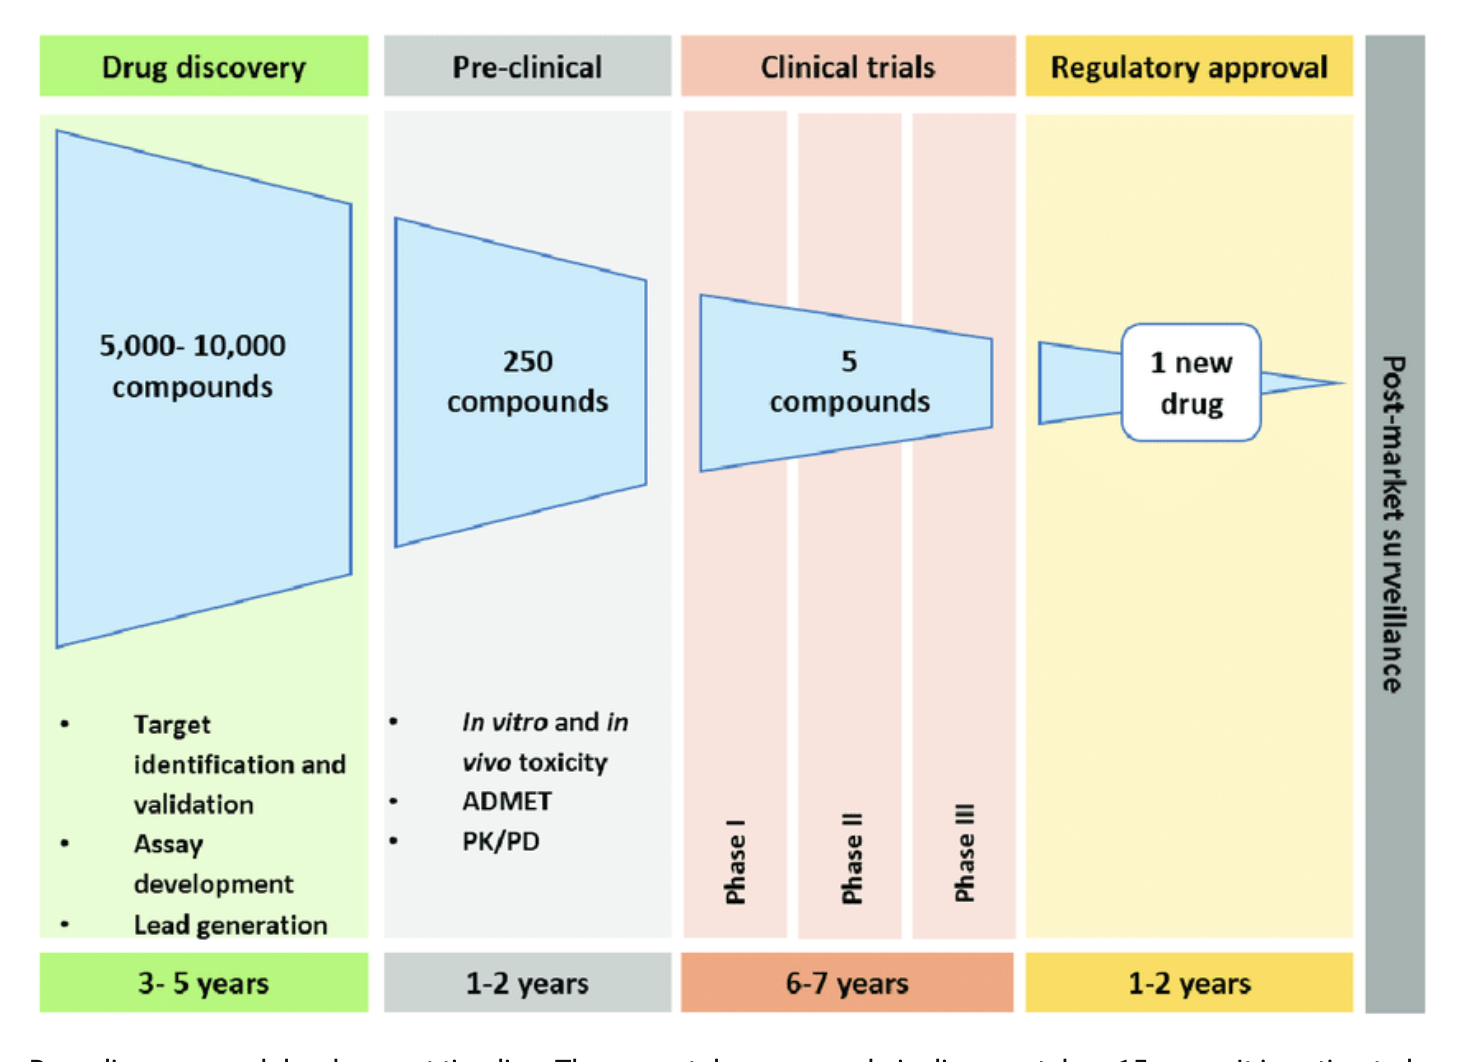 Drug discovery
Pre-clinical
Clinical trials
Regulatory approval
5,000- 10,000
compounds
250
compounds
5
compounds
1 new
drug
Post-market surveillance
• Target
identification and
validation
• Assay
development
• Lead generation
• In vitro and in
vivo toxicity
• ADMET
• PK/PD
Phase I
Phase II
Phase III
3- 5 years
1-2 years
6-7 years
1-2 years